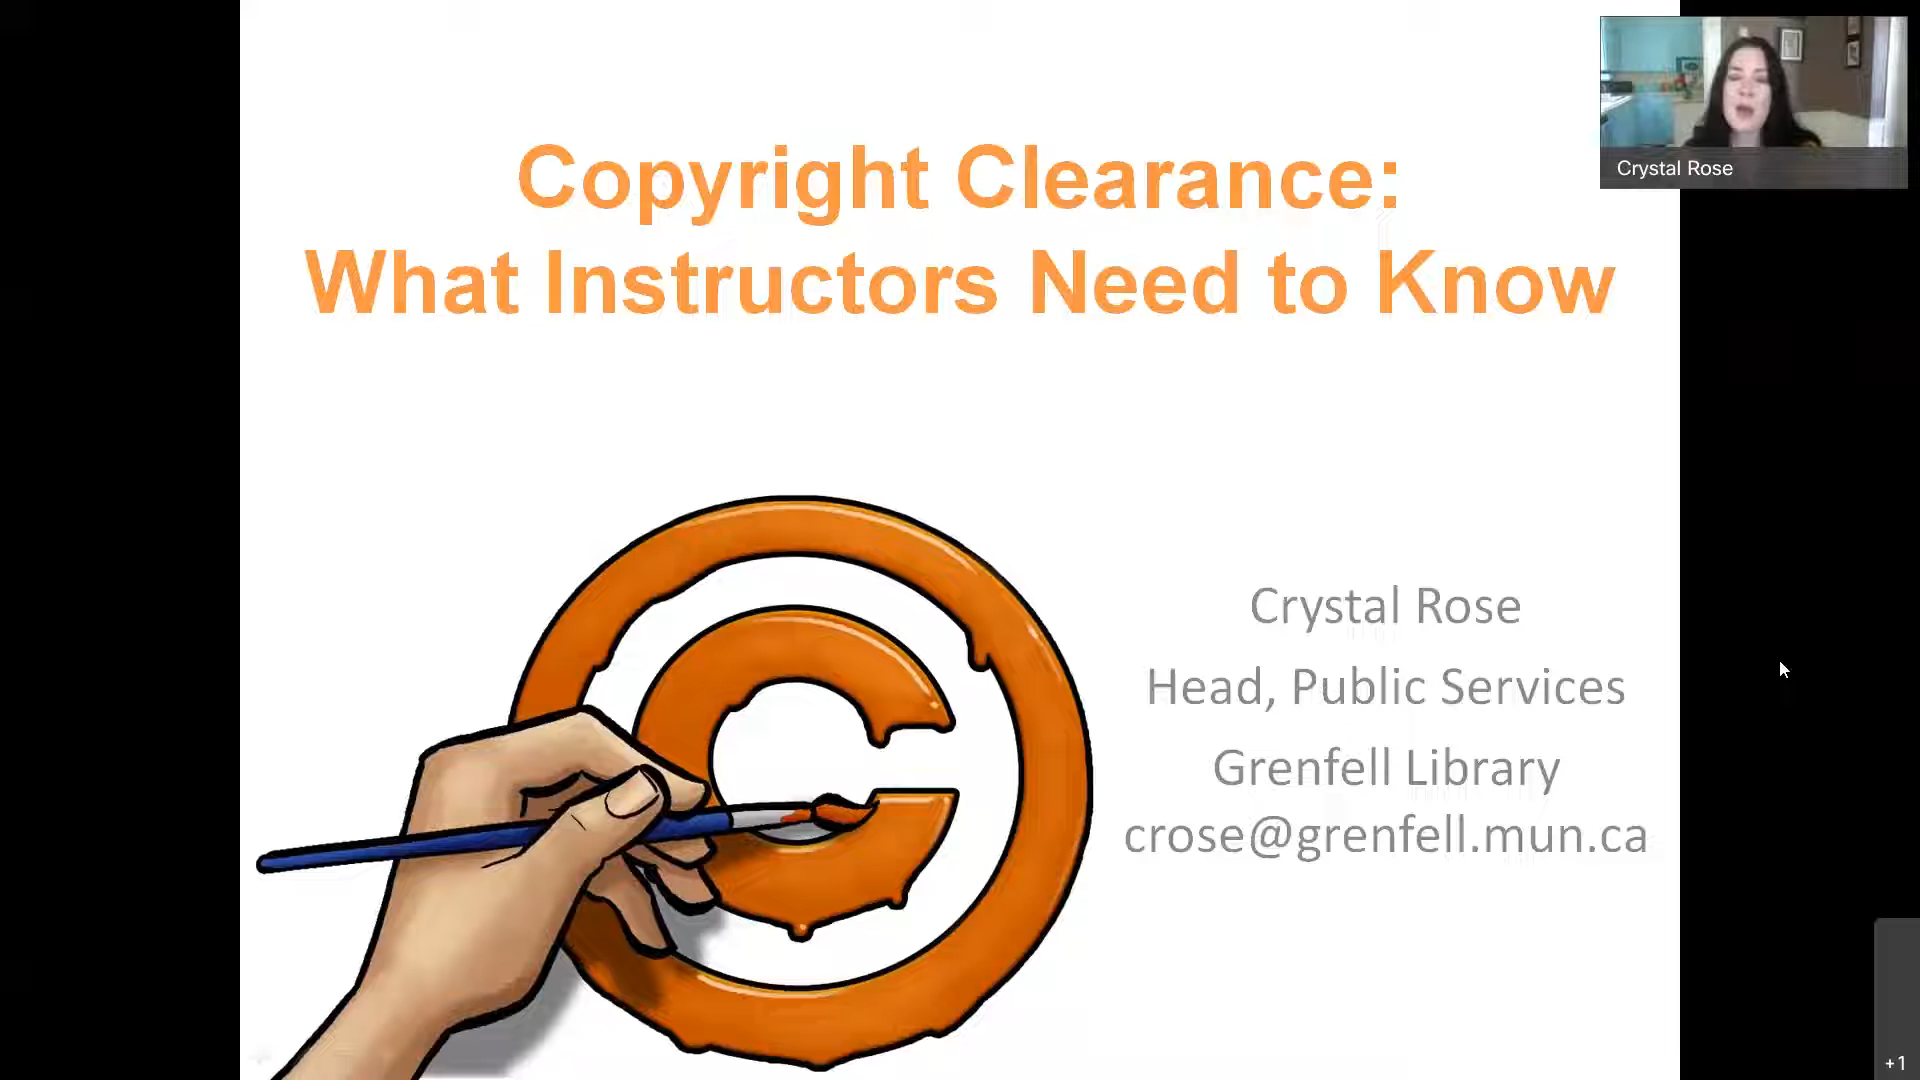 Copyright Clearance:
What Instructors Need to Know
Crystal Rose
Crystal Rose
Head, Public Services
Grenfell Library
crose@grenfell.mun.ca
+1